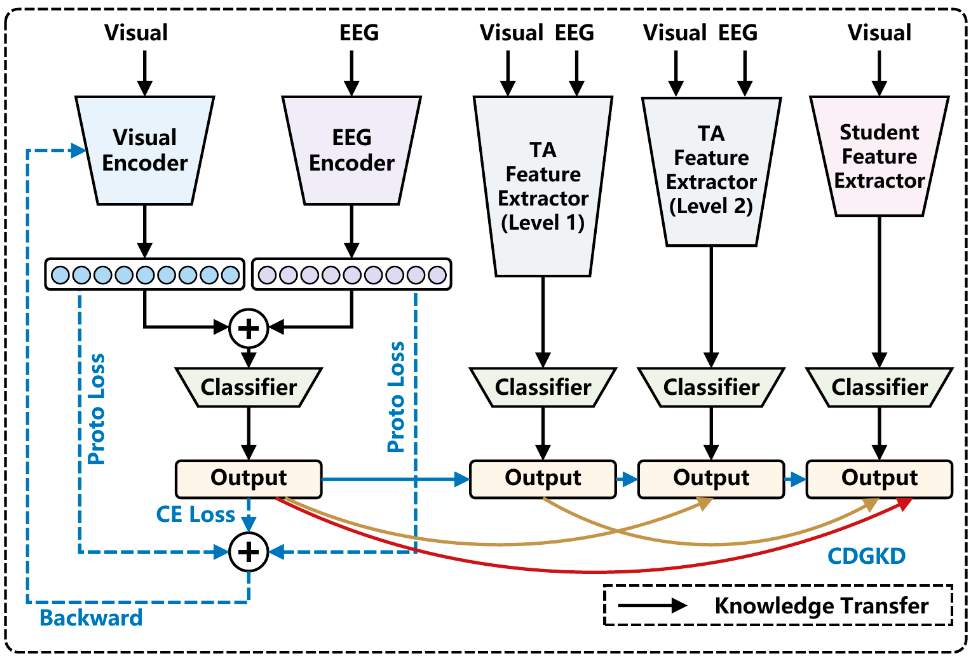 Visual EEG Visual EEG Visual EEG Visual
Visual
Encoder
EEG
Encoder
TA
Feature
Extractor
(Level 1)
TA
Feature
Extractor
(Level 2)
Student
Feature
Extractor
Proto Loss
Proto Loss
Classifier Classifier Classifier Classifier
Output Output Output Output
CE Loss
CDGKD
Backward
Knowledge Transfer